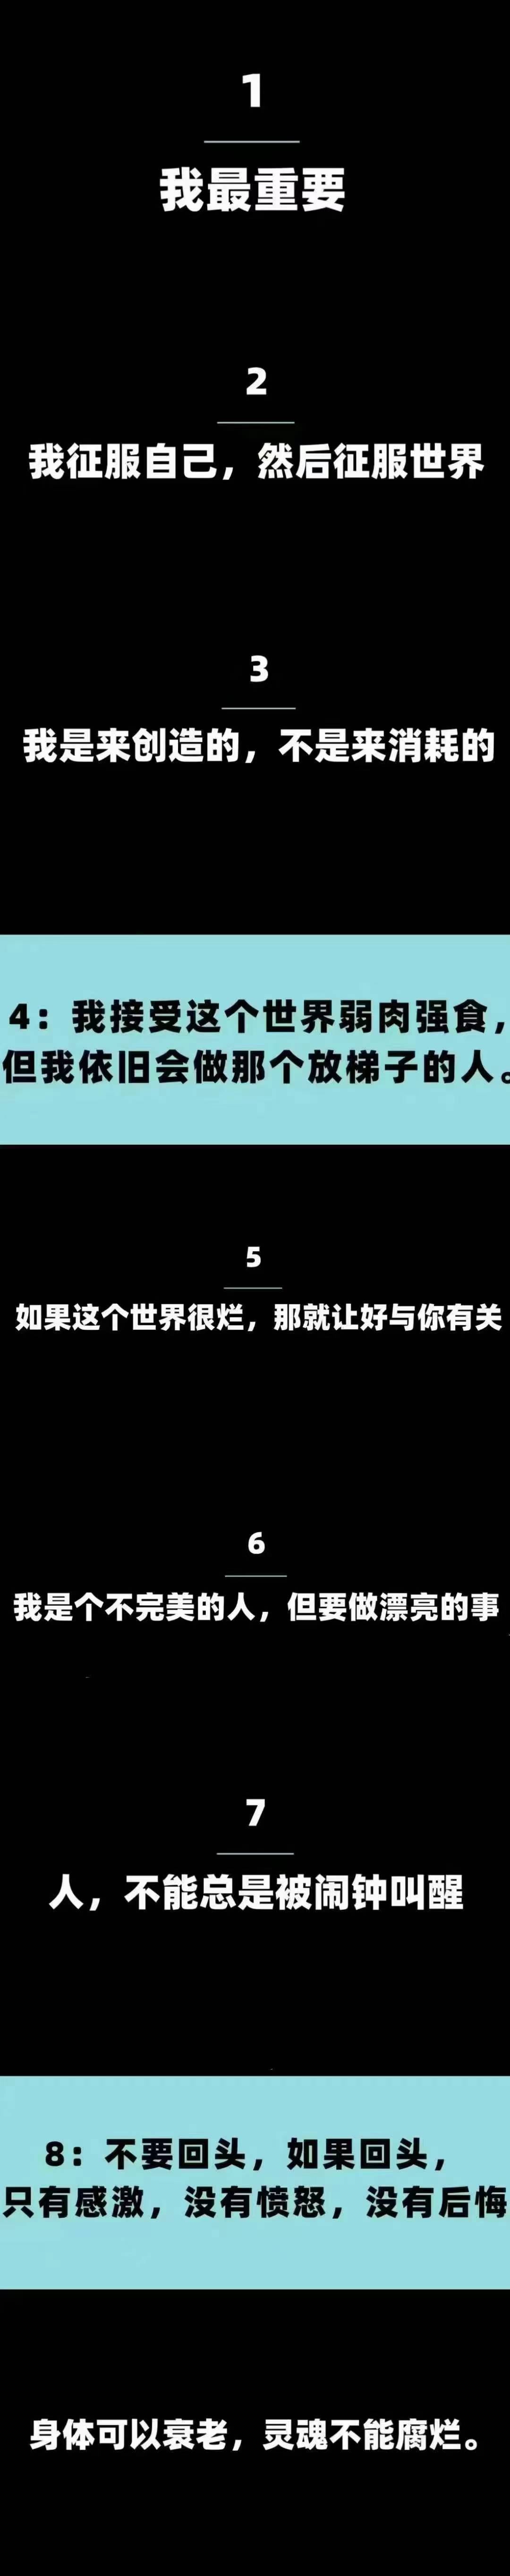 1
我最重要
2
我征服自己，然后征服世界
3
我是来创造的，不是来消耗的
4：我接受这个世界弱肉强食，
但我依旧会做那个放梯子的人。
5
如果这个世界很烂，那就让好与你有关
6
我是个不完美的人，但要做漂亮的事
7
人，不能总是被闹钟叫醒
8：不要回头，如果回头，
只有感激，没有愤怒，没有后悔
身体可以衰老，灵魂不能腐烂。